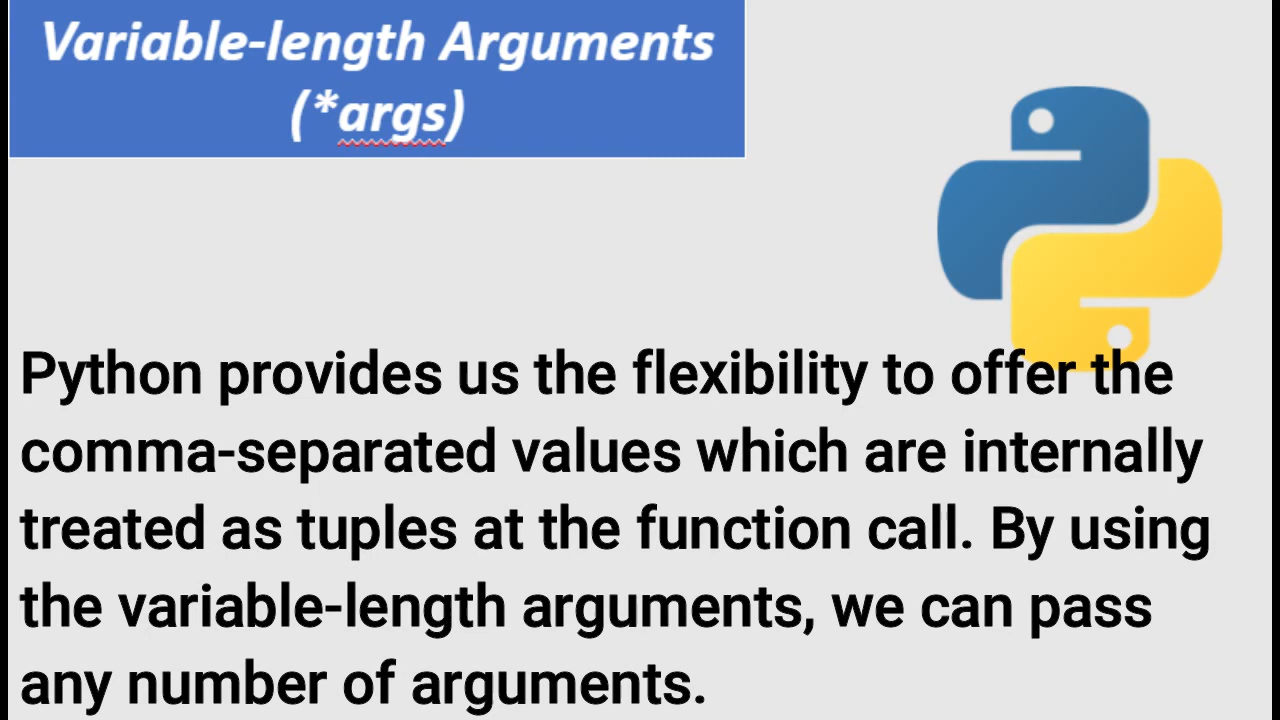 Variable-length Arguments
(*args)
Python provides us the flexibility to offer the
comma-separated values which are internally
treated as tuples at the function call. By using
the variable-length arguments, we can pass
any number of arguments.